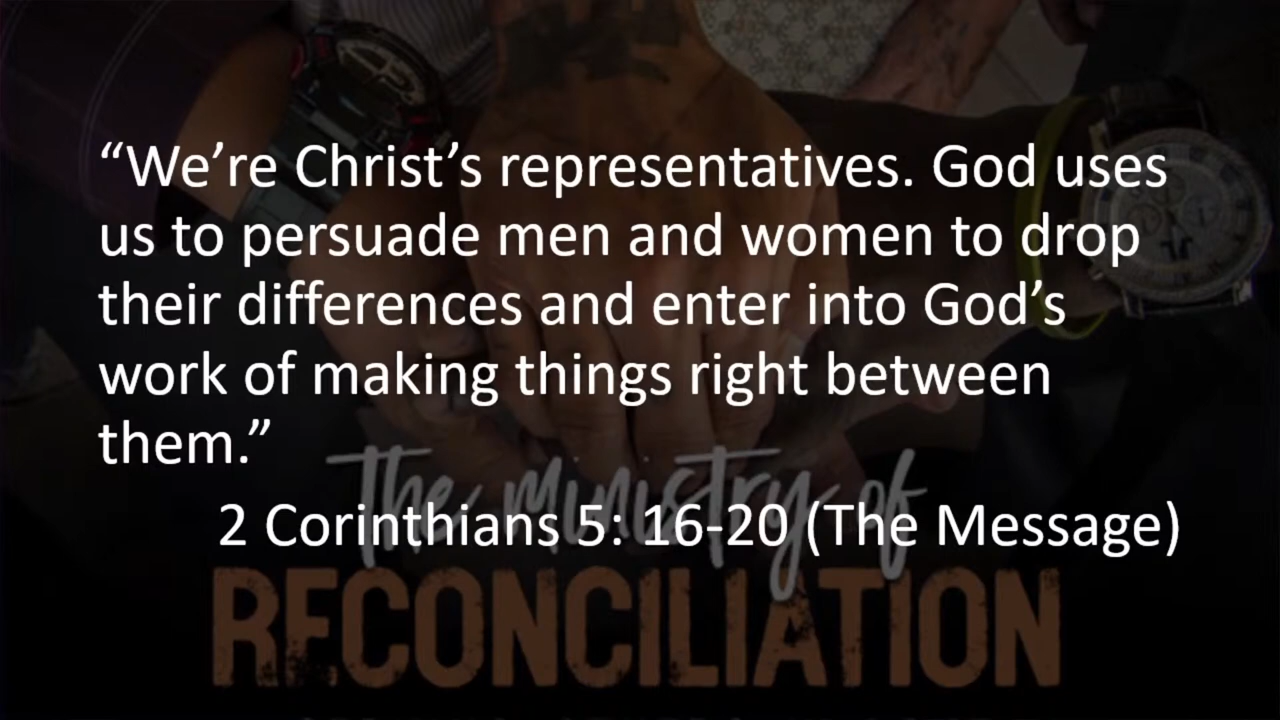 “We’re Christ’s representatives. God uses
us to persuade men and women to drop
their differences and enter into God’s
work of making things right between
them.”
2 Corinthians 5: 16-20 (The Message)
the ministry of
RECONCILIATION